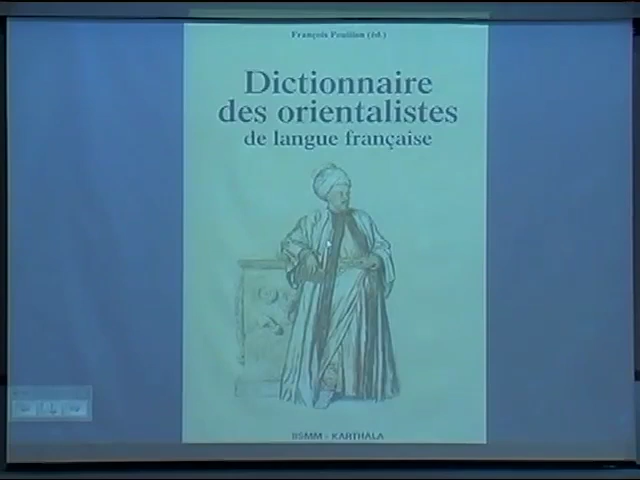 François Pouillon (éd.)
Dictionnaire
des orientalistes
de langue française
IISMM - KARTHALA